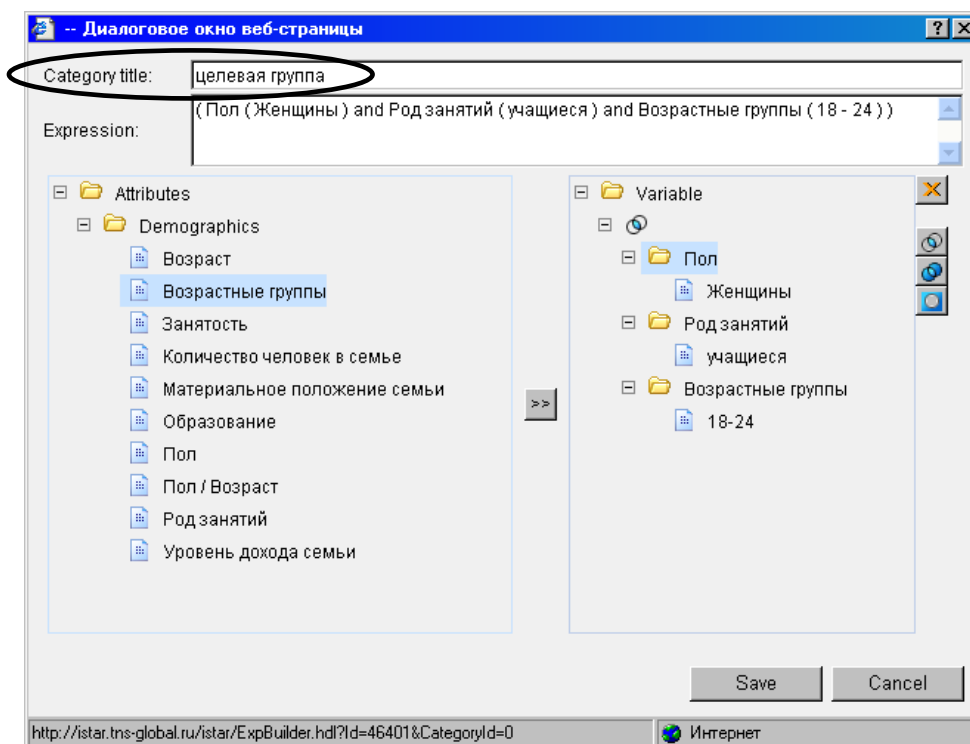 -- Диалоговое окно веб-страницы
Category title: целевая группа
Expression: ( Пол ( Женщины ) and Род занятий ( учащиеся ) and Возрастные группы ( 18 - 24 ) )
Attributes
Demographics
Возраст
Возрастные группы
Занятость
Количество человек в семье
Материальное положение семьи
Образование
Пол
Пол / Возраст
Род занятий
Уровень дохода семьи
>>
Variable
Пол
Женщины
Род занятий
учащиеся
Возрастные группы
18-24
Save Cancel
http://istar.tns-global.ru/istar/ExpBuilder.hdl?Id=46401&CategoryId=0 Интернет